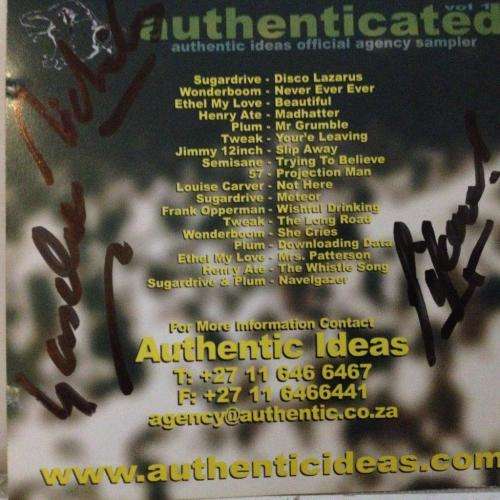 vol 1
authenticated
authentic ideas official agency sampler
Sugardrive - Disco Lazarus
Wonderboom - Never Ever Ever
Ethel My Love - Beautiful
Henry Ate - Madhatter
Plum - Mr Grumble
Tweak - Your'e Leaving
Jimmy 12inch - Slip Away
Semisane - Trying To Believe
57 - Projection Man
Louise Carver - Not Here
Sugardrive - Meteor
Frank Opperman - Wishful Drinking
Tweak - The Long Road
Wonderboom - She Cries
Plum - Downloading Data
Ethel My Love - Mrs. Patterson
Henry Ate - The Whistle Song
Sugardrive & Plum - Navelgazer
For More Information Contact
Authentic Ideas
T: +27 11 646 6467
F: +27 11 6466441
agency@authentic.co.za
www.authenticideas.com